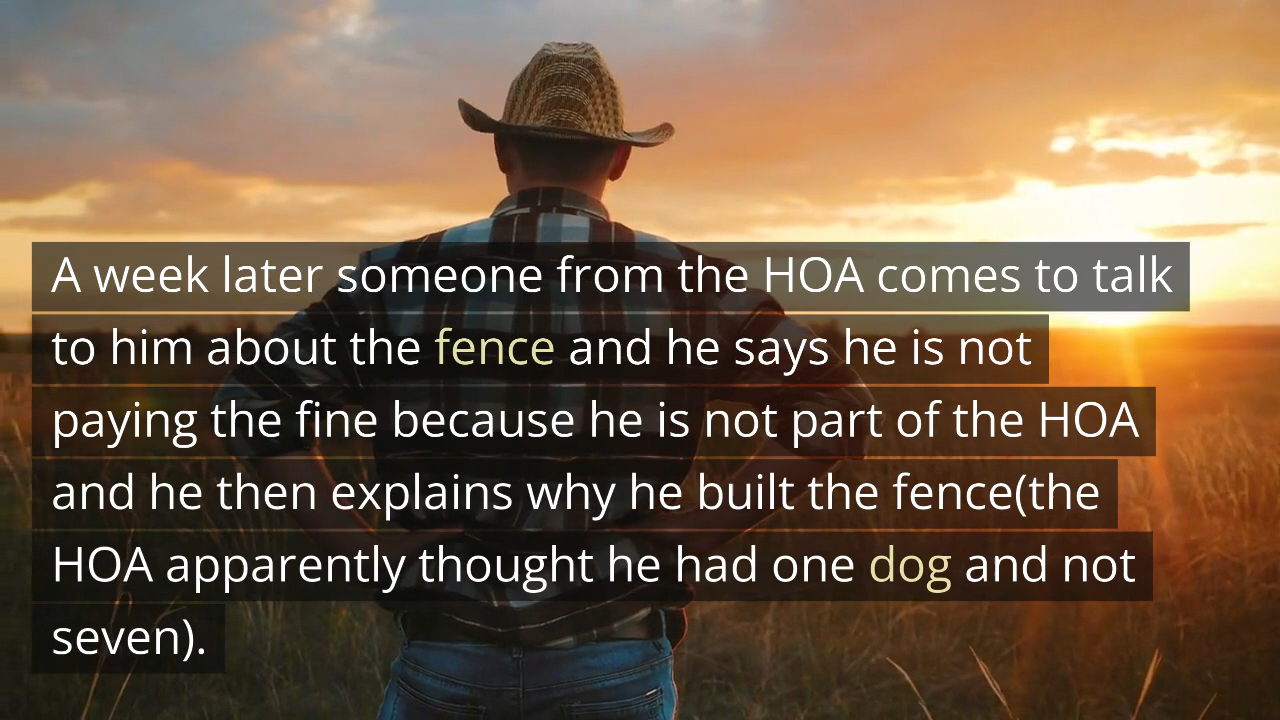 A week later someone from the HOA comes to talk
to him about the fence and he says he is not
paying the fine because he is not part of the HOA
and he then explains why he built the fence(the
HOA apparently thought he had one dog and not
seven).